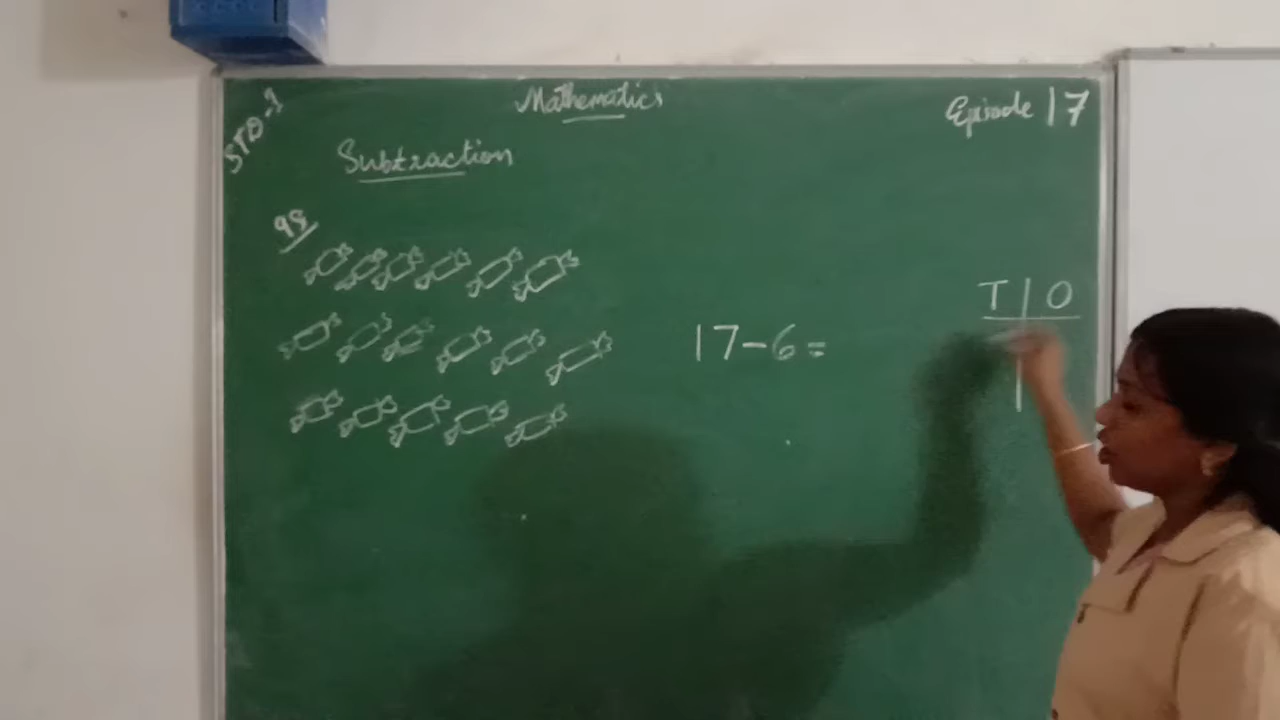 STD-1
Mathematics
Episode 17
Subtraction
98
17-6=
T | O